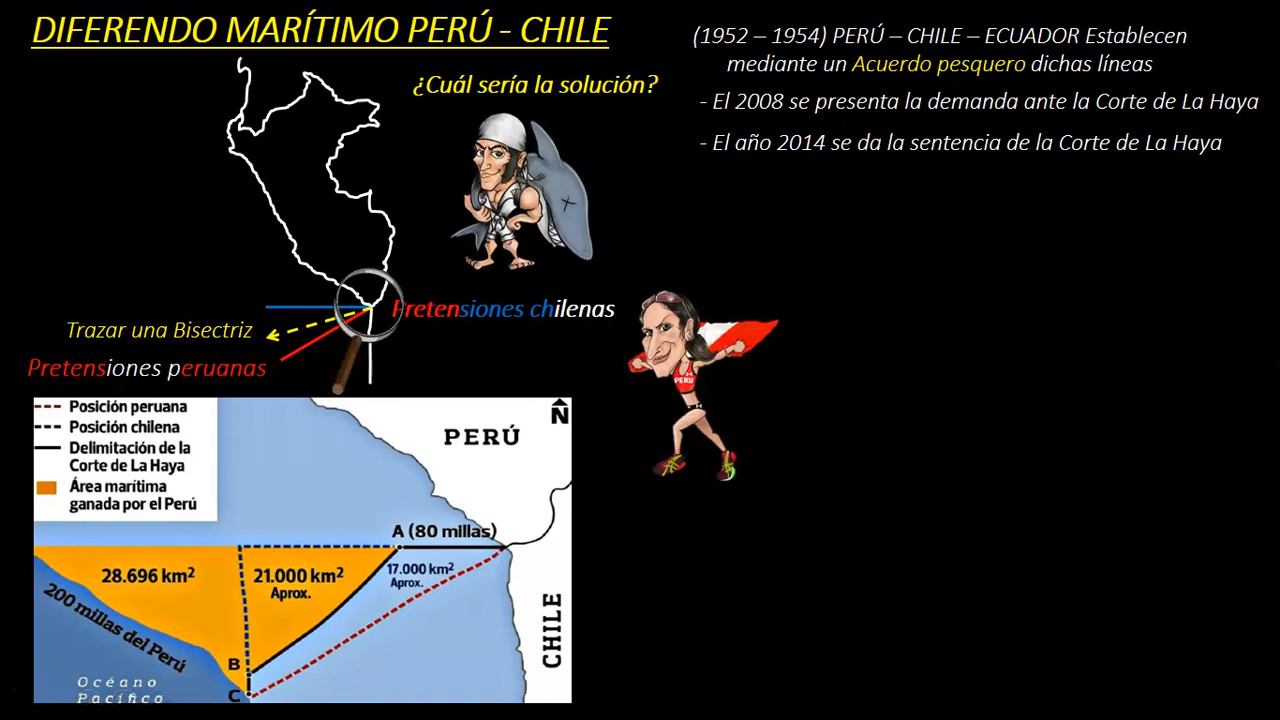 DIFERENDO MARÍTIMO PERÚ - CHILE
¿Cuál sería la solución?
(1952 – 1954) PERÚ – CHILE – ECUADOR Establecen
mediante un Acuerdo pesquero dichas líneas
- El 2008 se presenta la demanda ante la Corte de La Haya
- El año 2014 se da la sentencia de la Corte de La Haya
Pretensiones chilenas
Trazar una Bisectriz
Pretensiones peruanas
PERU
Posición peruana
Posición chilena
Delimitación de la
Corte de La Haya
Área marítima
ganada por el Perú
N
PERÚ
A (80 millas)
28.696 km²
21.000 km²
Aprox.
17.000 km²
Aprox.
200 millas del Perú
CHILE
B
C
Océano
Pacífico